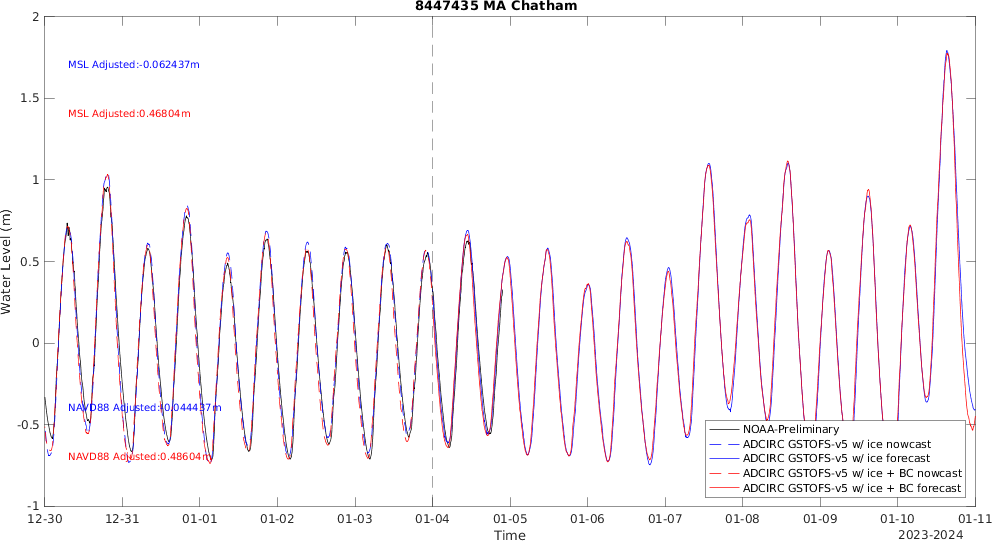 8447435 MA Chatham
2
1.5
1
0.5
0
-0.5
-1
Water Level (m)
MSL Adjusted:-0.062437m
MSL Adjusted:0.46804m
NAVD88 Adjusted:-0.044437m
NAVD88 Adjusted:0.48604m
NOAA-Preliminary
ADCIRC GSTOFS-v5 w/ ice nowcast
ADCIRC GSTOFS-v5 w/ ice forecast
ADCIRC GSTOFS-v5 w/ ice + BC nowcast
ADCIRC GSTOFS-v5 w/ ice + BC forecast
12-30 12-31 01-01 01-02 01-03 01-04 01-05 01-06 01-07 01-08 01-09 01-10 01-11
Time
2023-2024